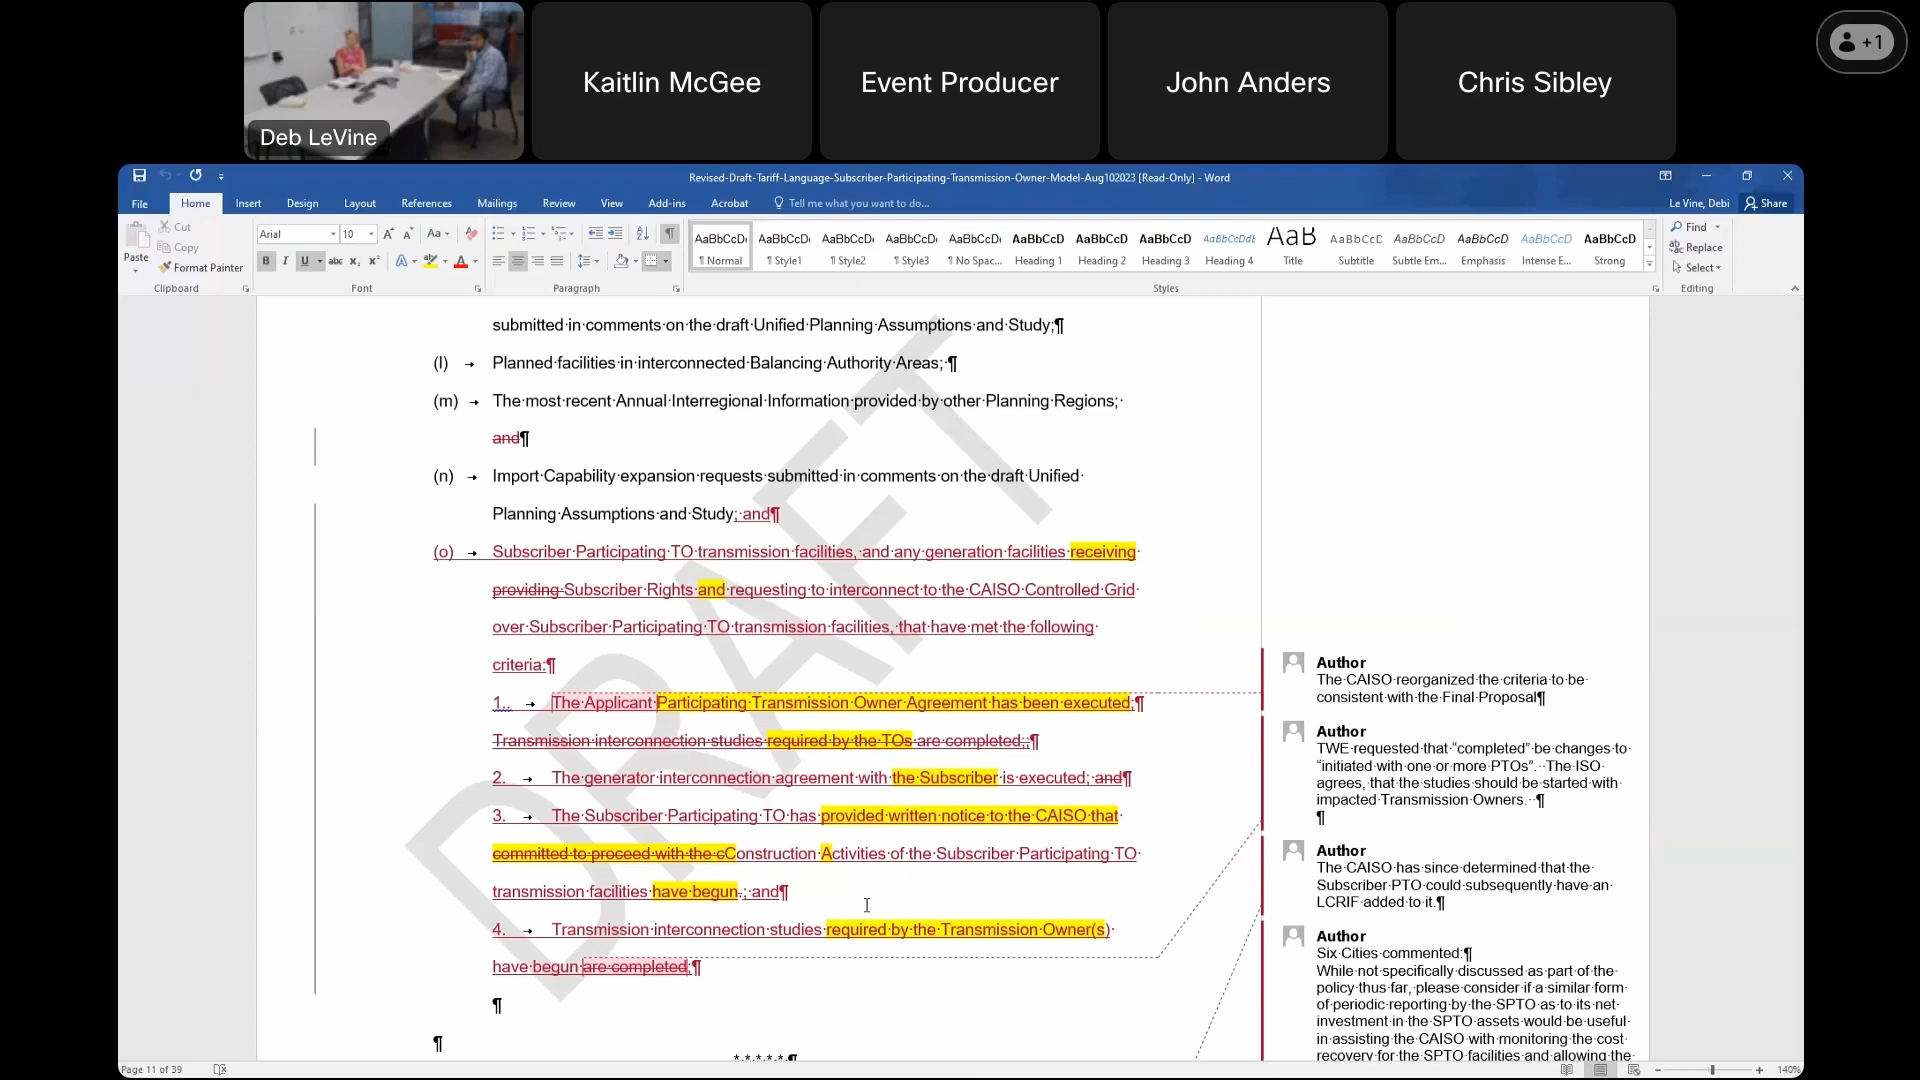 Deb LeVine
Kaitlin McGee
Event Producer
John Anders
Chris Sibley
+1
Revised-Draft-Tariff-Language-Subscriber-Participating-Transmission-Owner-Model-Aug102023 [Read-Only] - Word
File Home Insert Design Layout References Mailings Review View Add-ins Acrobat Tell me what you want to do... Le Vine, Debi Share
Paste
Cut
Copy
Format Painter
Arial 10
AaBbCcDc AaBbCcDc AaBbCcDc AaBbCcDc AaBbCcDc AaBbCcD AaBbCcD AaBbCcD AaBbCcDdE AaB AaBbCcC AaBbCcD AaBbCcD AaBbCcD AaBbCcD
¶ Normal ¶ Style1 ¶ Style2 ¶ Style3 ¶ No Spac... Heading 1 Heading 2 Heading 3 Heading 4 Title Subtitle Subtle Em... Emphasis Intense E... Strong
Find
Replace
Select
Clipboard Font Paragraph Styles Editing
DRAFT
submitted·in·comments·on·the·draft·Unified·Planning·Assumptions·and·Study;¶
(l) → Planned·facilities·in·interconnected·Balancing·Authority·Areas;·¶
(m) → The·most·recent·Annual·Interregional·Information·provided·by·other·Planning·Regions;·
and¶
(n) → Import·Capability·expansion·requests·submitted·in·comments·on·the·draft·Unified·
Planning·Assumptions·and·Study;·and¶
(o) → Subscriber·Participating·TO·transmission·facilities,·and·any·generation·facilities·receiving·
providing·Subscriber·Rights·and·requesting·to·interconnect·to·the·CAISO·Controlled·Grid·
over·Subscriber·Participating·TO·transmission·facilities,·that·have·met·the·following·
criteria:¶
1.. → The·Applicant·Participating·Transmission·Owner·Agreement·has·been·executed;¶
Transmission·interconnection·studies·required·by·the·TOs·are·completed;;¶
2. → The·generator·interconnection·agreement·with·the·Subscriber·is·executed;·and¶
3. → The·Subscriber·Participating·TO·has·provided·written·notice·to·the·CAISO·that·
committed·to·proceed·with·the·cConstruction·Activities·of·the·Subscriber·Participating·TO·
transmission·facilities·have·begun.;·and¶
4. → Transmission·interconnection·studies·required·by·the·Transmission·Owner(s)·
have·begun·are·completed;¶
¶
¶
*·*·*·*·*·¶
Author
The·CAISO·reorganized·the·criteria·to·be·
consistent·with·the·Final·Proposal¶
Author
TWE·requested·that·“completed”·be·changes·to·
“initiated·with·one·or·more·PTOs”.··The·ISO·
agrees,·that·the·studies·should·be·started·with·
impacted·Transmission·Owners.··¶
¶
Author
The·CAISO·has·since·determined·that·the·
Subscriber·PTO·could·subsequently·have·an·
LCRIF·added·to·it.¶
Author
Six·Cities·commented:¶
While·not·specifically·discussed·as·part·of·the·
policy·thus·far,·please·consider·if·a·similar·form·
of·periodic·reporting·by·the·SPTO·as·to·its·net·
investment·in·the·SPTO·assets·would·be·useful·
in·assisting·the·CAISO·with·monitoring·the·cost·
recovery·for·the·SPTO·facilities·and·allowing·the·
Page 11 of 39
140%